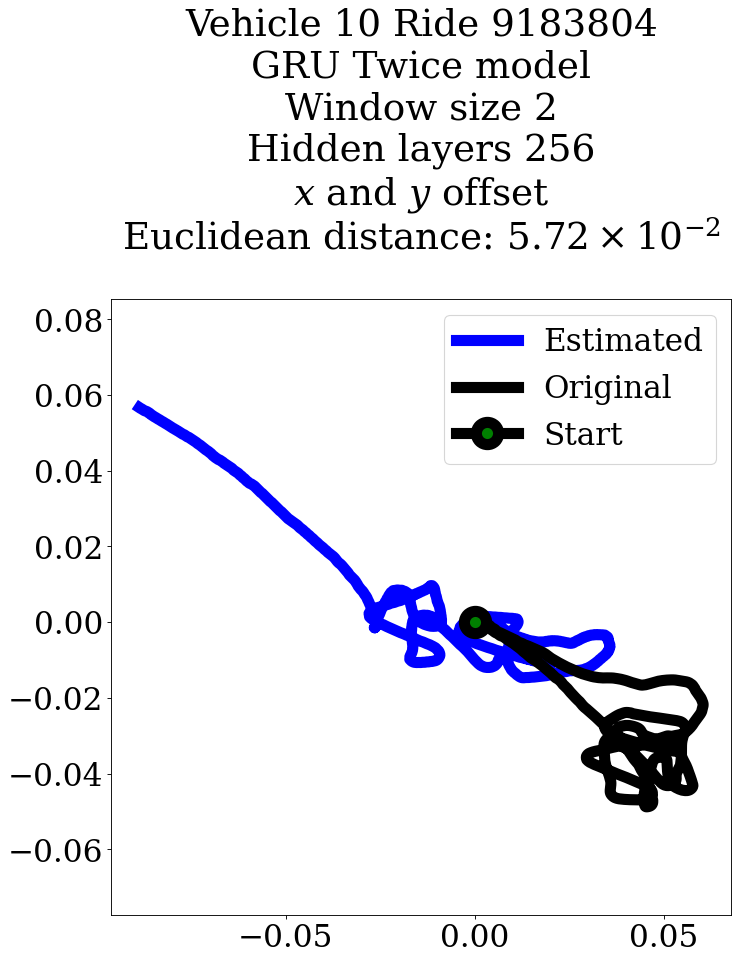 Vehicle 10 Ride 9183804
GRU Twice model
Window size 2
Hidden layers 256
x and y offset
Euclidean distance: 5.72 × 10⁻²
Estimated
Original
Start
0.08
0.06
0.04
0.02
0.00
−0.02
−0.04
−0.06
−0.05 0.00 0.05